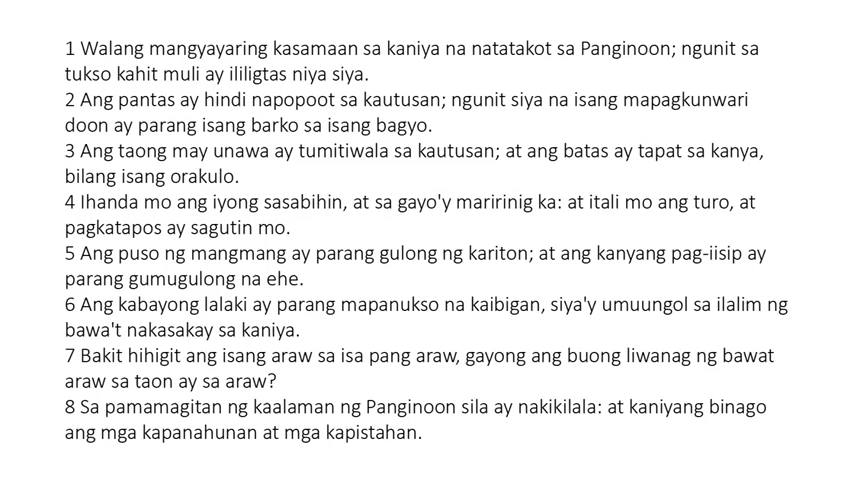 1 Walang mangyayaring kasamaan sa kaniya na natatakot sa Panginoon; ngunit sa
tukso kahit muli ay ililigtas niya siya.
2 Ang pantas ay hindi napopoot sa kautusan; ngunit siya na isang mapagkunwari
doon ay parang isang barko sa isang bagyo.
3 Ang taong may unawa ay tumitiwala sa kautusan; at ang batas ay tapat sa kanya,
bilang isang orakulo.
4 Ihanda mo ang iyong sasabihin, at sa gayo'y maririnig ka: at itali mo ang turo, at
pagkatapos ay sagutin mo.
5 Ang puso ng mangmang ay parang gulong ng kariton; at ang kanyang pag-iisip ay
parang gumugulong na ehe.
6 Ang kabayong lalaki ay parang mapanukso na kaibigan, siya'y umuungol sa ilalim ng
bawa't nakasakay sa kaniya.
7 Bakit hihigit ang isang araw sa isa pang araw, gayong ang buong liwanag ng bawat
araw sa taon ay sa araw?
8 Sa pamamagitan ng kaalaman ng Panginoon sila ay nakikilala: at kaniyang binago
ang mga kapanahunan at mga kapistahan.